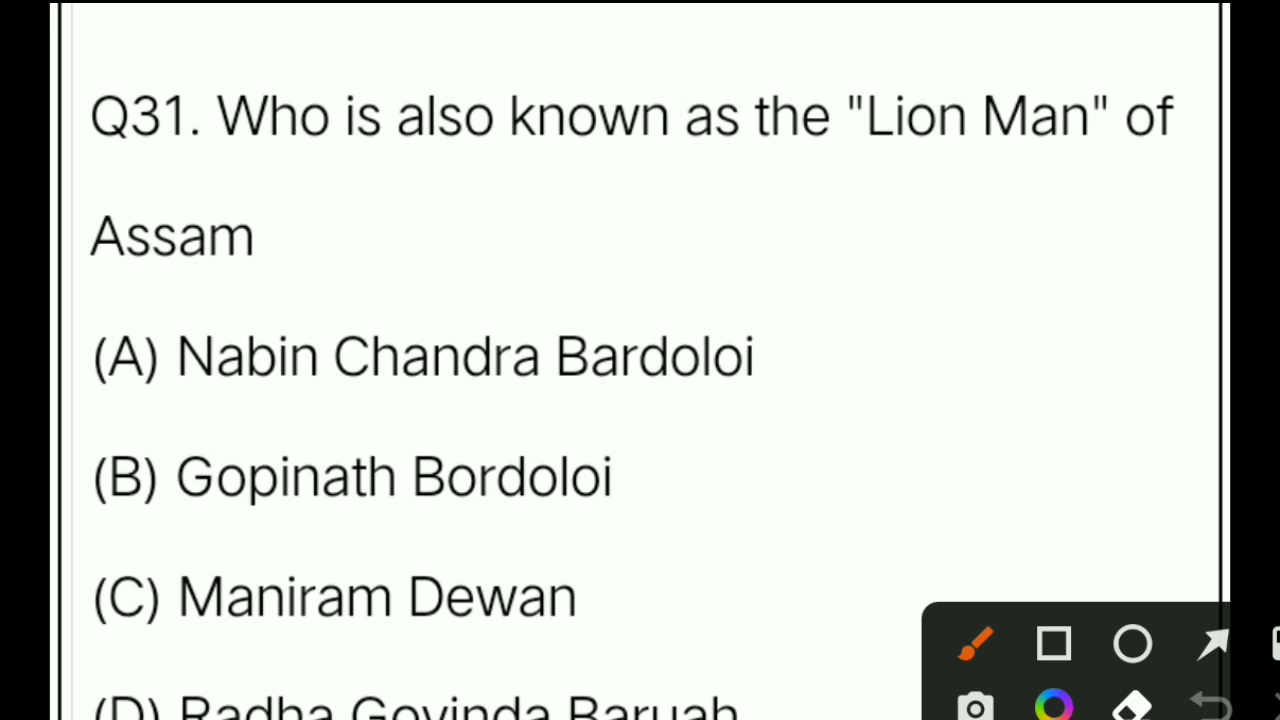 Q31. Who is also known as the "Lion Man" of
Assam
(A) Nabin Chandra Bardoloi
(B) Gopinath Bordoloi
(C) Maniram Dewan
(D) Radha Govinda Baruah